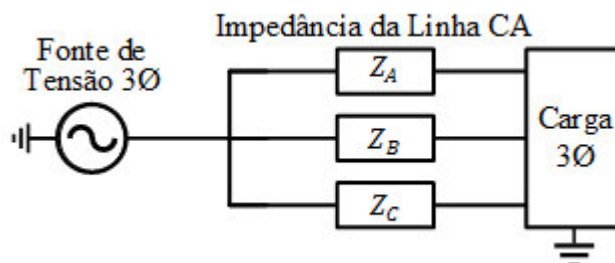 Impedância da Linha CA
Fonte de
Tensão 3Ø
Z_A
Z_B
Z_C
Carga
3Ø